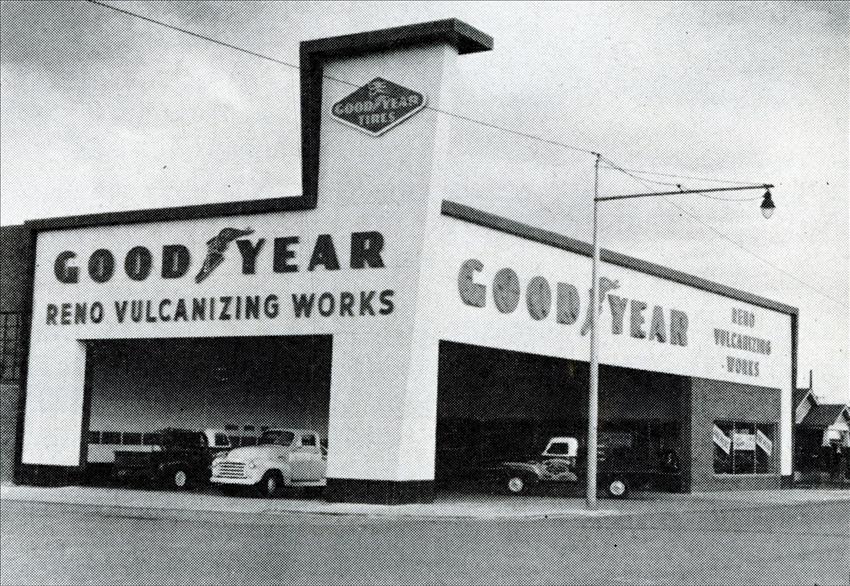 GOOD YEAR
TIRES
GOOD YEAR
RENO VULCANIZING WORKS
GOOD YEAR
RENO
VULCANIZING
WORKS